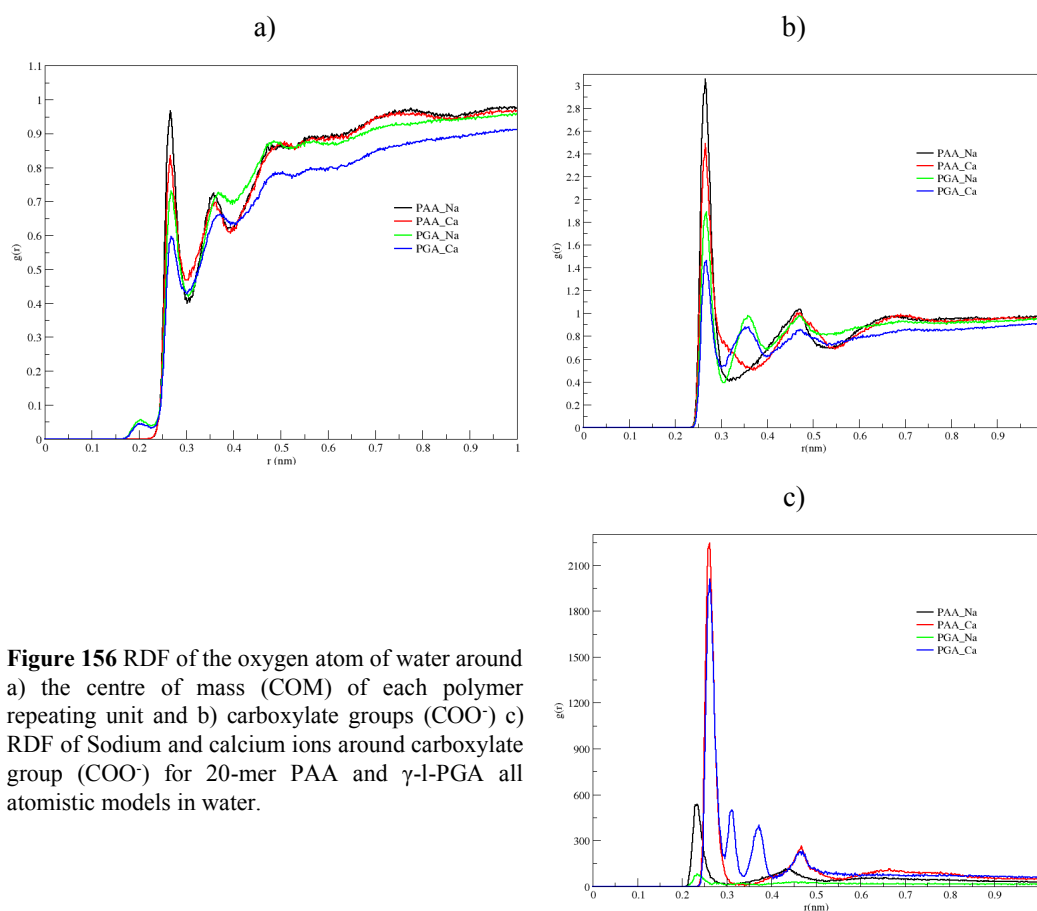 a)
1.1
1
0.9
0.8
0.7
0.6
0.5
0.4
0.3
0.2
0.1
0
g(r)
PAA_Na
PAA_Ca
PGA_Na
PGA_Ca
0 0.1 0.2 0.3 0.4 0.5 0.6 0.7 0.8 0.9 1
r (nm)
b)
3
2.8
2.6
2.4
2.2
2
1.8
1.6
1.4
1.2
1
0.8
0.6
0.4
0.2
0
g(r)
PAA_Na
PAA_Ca
PGA_Na
PGA_Ca
0 0.1 0.2 0.3 0.4 0.5 0.6 0.7 0.8 0.9
r(nm)
c)
2100
1800
1500
1200
900
600
300
0
g(r)
PAA_Na
PAA_Ca
PGA_Na
PGA_Ca
0 0.1 0.2 0.3 0.4 0.5 0.6 0.7 0.8 0.9
r(nm)
Figure 156 RDF of the oxygen atom of water around
a) the centre of mass (COM) of each polymer
repeating unit and b) carboxylate groups (COO⁻) c)
RDF of Sodium and calcium ions around carboxylate
group (COO⁻) for 20-mer PAA and γ-l-PGA all
atomistic models in water.